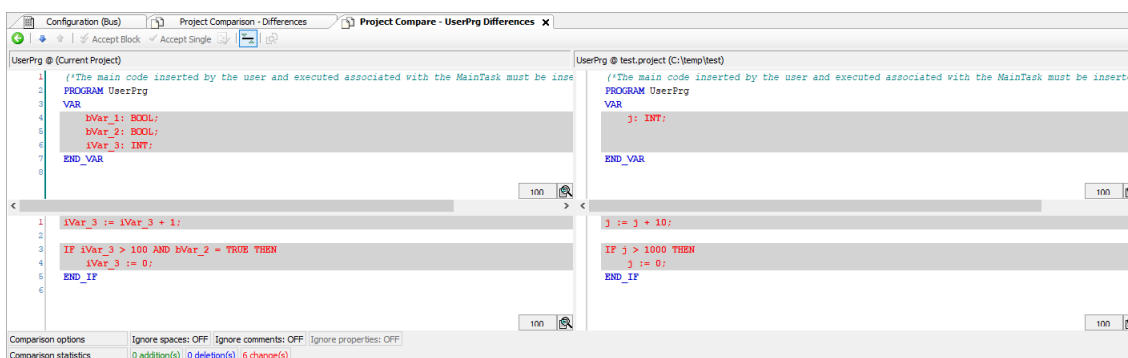 Configuration (Bus) Project Comparison - Differences Project Compare - UserPrg Differences X
Accept Block Accept Single
UserPrg @ (Current Project) UserPrg @ test.project (C:\temp\test)
1 (*The main code inserted by the user and executed associated with the MainTask must be inse (*The main code inserted by the user and executed associated with the MainTask must be insert
2 PROGRAM UserPrg PROGRAM UserPrg
3 VAR VAR
4 bVar_1: BOOL; j: INT;
5 bVar_2: BOOL;
6 iVar_3: INT;
7 END_VAR END_VAR
8
100 100
1 iVar_3 := iVar_3 + 1; j := j + 10;
2
3 IF iVar_3 > 100 AND bVar_2 = TRUE THEN IF j > 1000 THEN
4 iVar_3 := 0; j := 0;
5 END_IF END_IF
6
100 100
Comparison options Ignore spaces: OFF Ignore comments: OFF Ignore properties: OFF
Comparison statistics 0 addition(s) 0 deletion(s) 6 change(s)